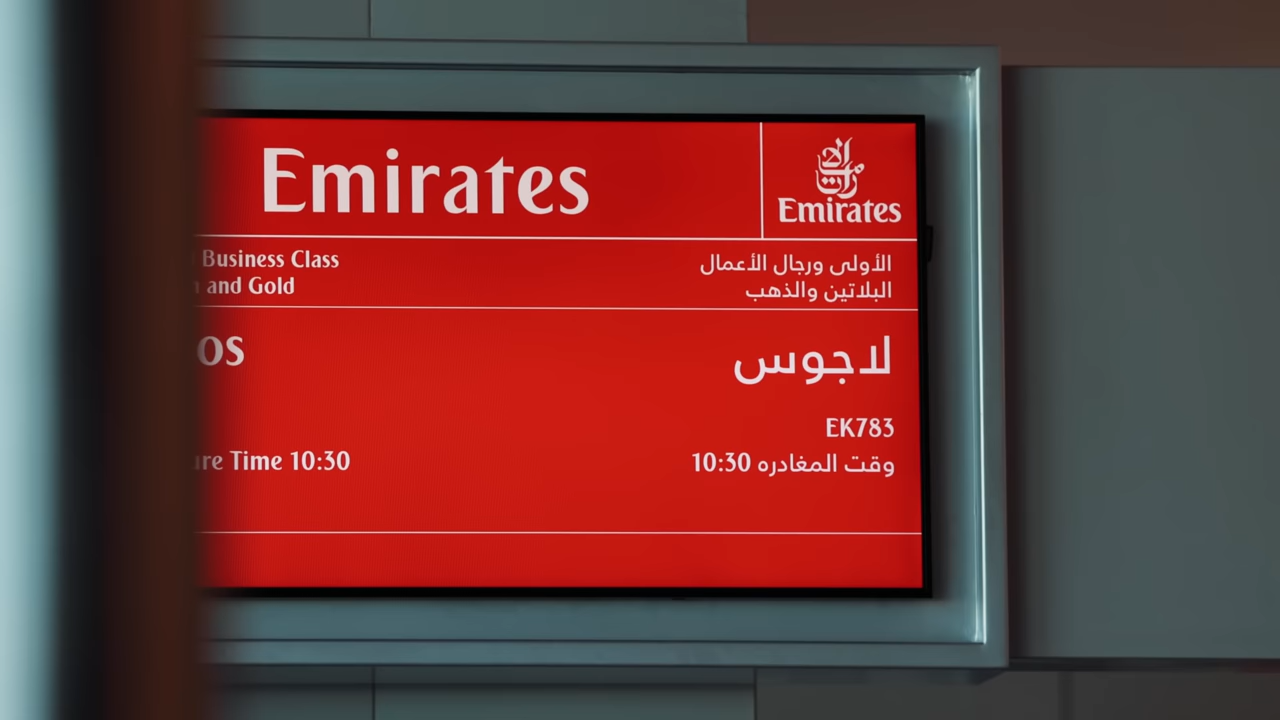 Emirates
Emirates
Business Class
and Gold
الأولى ورجال الأعمال
البلاتين والذهب
لاجوس
EK783
Time 10:30
وقت المغادره 10:30